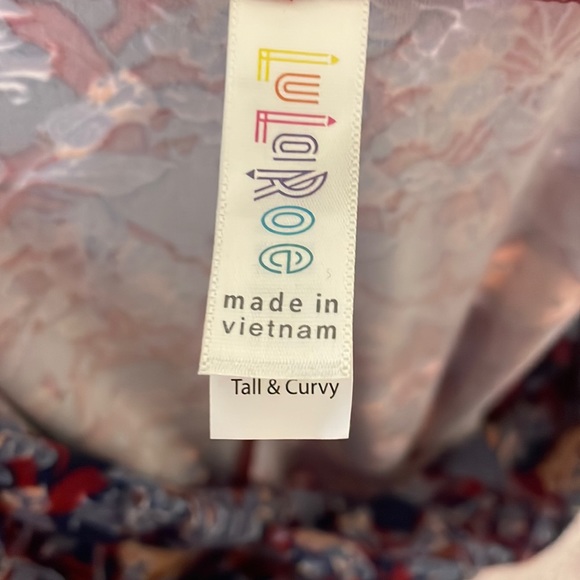 LuLaRoe
S
made in
vietnam
Tall & Curvy